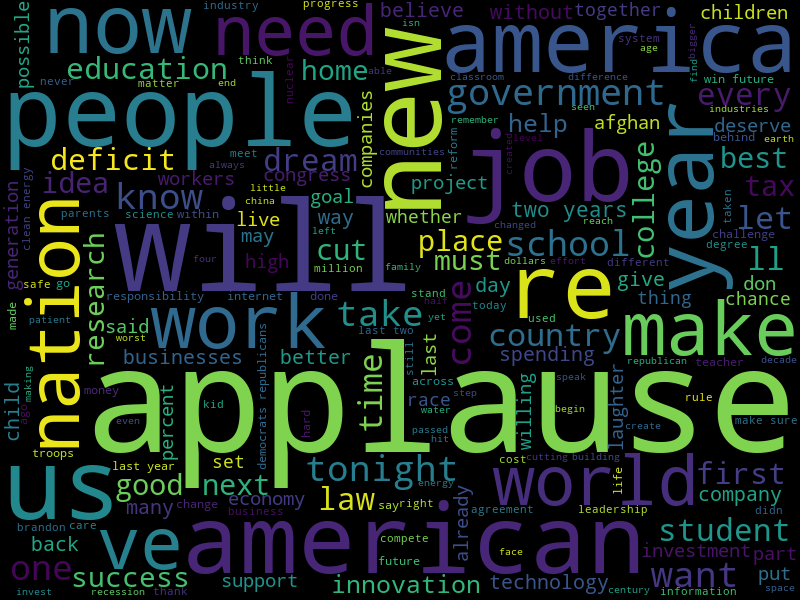 possible
now
need
industry
progress
believe
without
together
children
america
isn
education
think
home
nuclear
able
new
system
age
find
bigger
win future
people
never
matter
end
companies
classroom
difference
government
seen
every
industries
remember
help
afghan
deserve
behind
earth
deficit
meet
dream
congress
reform
level
created
job
year
college
best
always
communities
idea
workers
project
tax
generation
clean energy
parents
know
little
china
goal
science
within
live
way
whether
two years
taken
let
may
left
changed
reach
challenge
degree
nation
research
will
cut
place
school
high
million
must
different
ll
safe
go
four
family
dollars
effort
re
give
don
responsibility
internet
done
stand
day
thing
chance
made
half
come
today
used
make
patient
said
work
take
last two
yet
country
worst
businesses
better
still
last
spending
republican
teacher
decade
child
ago
making
money
percent
kid
democrats republicans
time
across
step
speak
laughter
race
willing
rule
even
hard
applause
water
begin
create
make sure
passed
hit
troops
us
last year
set
tonight
cost
cutting
building
life
world
first
good
next
energy
law
many
change
economy
say
right
already
agreement
leadership
company
brandon
care
business
didn
back
ve
american
compete
student
face
one
future
investment
part
success
support
innovation
technology
want
put
invest
recession
thank
century
information
space